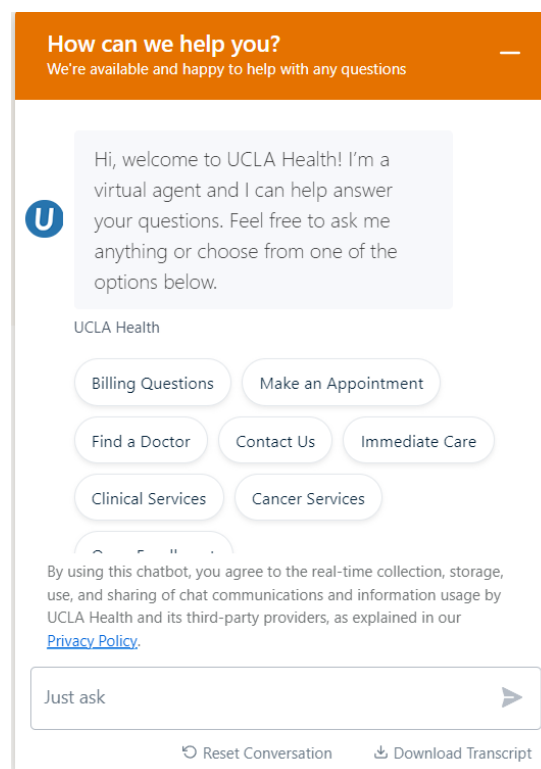 How can we help you?
We're available and happy to help with any questions
Hi, welcome to UCLA Health! I'm a
virtual agent and I can help answer
your questions. Feel free to ask me
anything or choose from one of the
options below.
U
UCLA Health
Billing Questions Make an Appointment
Find a Doctor Contact Us Immediate Care
Clinical Services Cancer Services
By using this chatbot, you agree to the real-time collection, storage,
use, and sharing of chat communications and information usage by
UCLA Health and its third-party providers, as explained in our
Privacy Policy.
Just ask
Reset Conversation Download Transcript